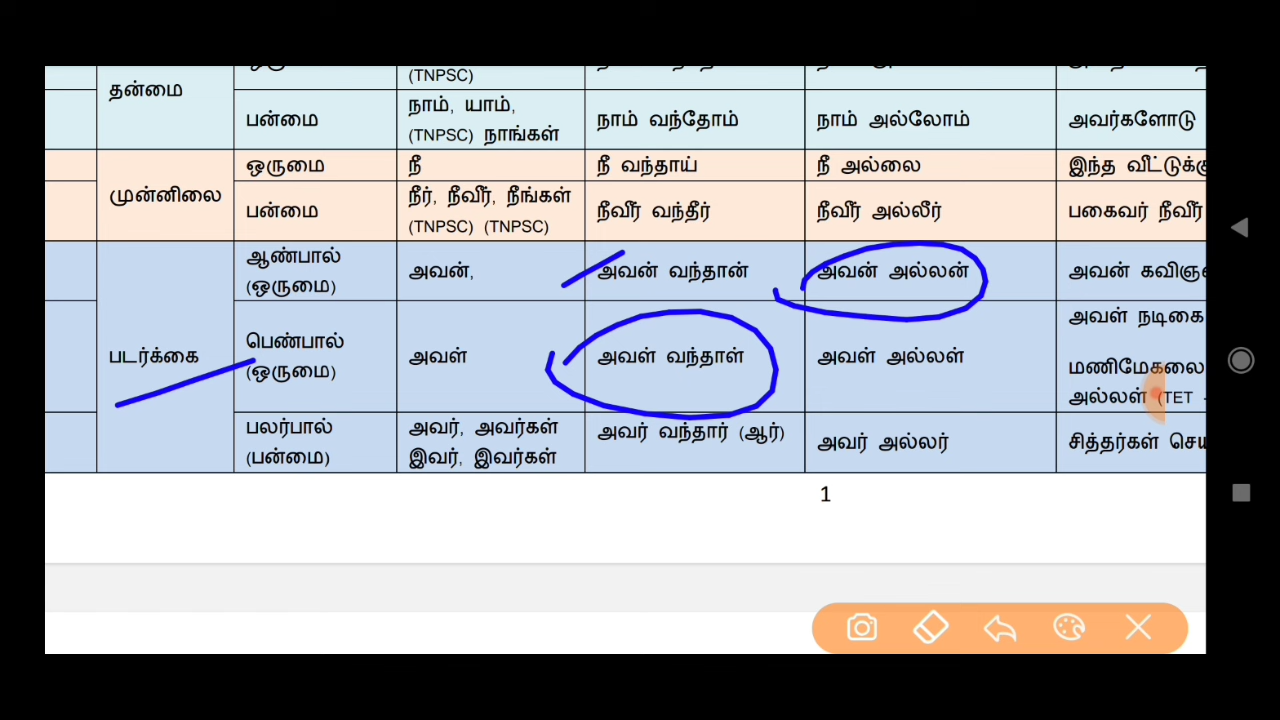 (TNPSC)
தன்மை
பன்மை
நாம், யாம்,
(TNPSC) நாங்கள்
நாம் வந்தோம்
நாம் அல்லோம்
அவர்களோடு
முன்னிலை
ஒருமை
நீ
நீ வந்தாய்
நீ அல்லை
இந்த வீட்டுக்கு
பன்மை
நீர், நீவீர், நீங்கள்
(TNPSC) (TNPSC)
நீவீர் வந்தீர்
நீவீர் அல்லீர்
பகைவர் நீவீர்
படர்க்கை
ஆண்பால்
(ஒருமை)
அவன்,
அவன் வந்தான்
அவன் அல்லன்
அவன்
பெண்பால்
(ஒருமை)
அவள்
அவள் வந்தாள்
அவள் அல்லள்
அவள் நடிகை
மணிமேகலை
அல்லள் (TET -
பலர்பால்
(பன்மை)
அவர், அவர்கள்
இவர், இவர்கள்
அவர் வந்தார் (ஆர்)
அவர் அல்லர்
சித்தர்கள்
1